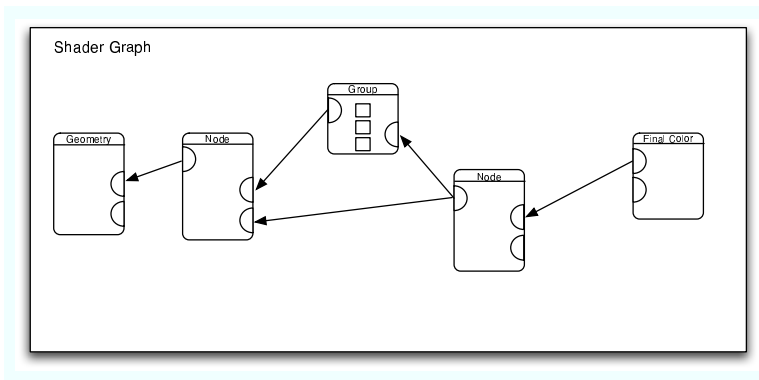 Shader Graph
Group
Geometry
Node
Final Color
Node